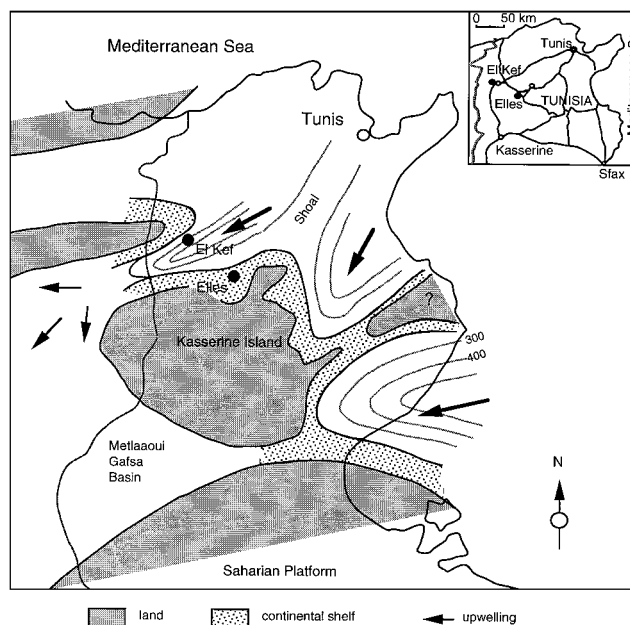 Mediterranean Sea
0 50 km
Tunis
El Kef
Elles
TUNISIA
Kasserine
Sfax
Tunis
Shoal
El Kef
Elles
?
Kasserine Island
300
400
Metlaaoui
Gafsa
Basin
N
Saharian Platform
land
continental shelf
upwelling